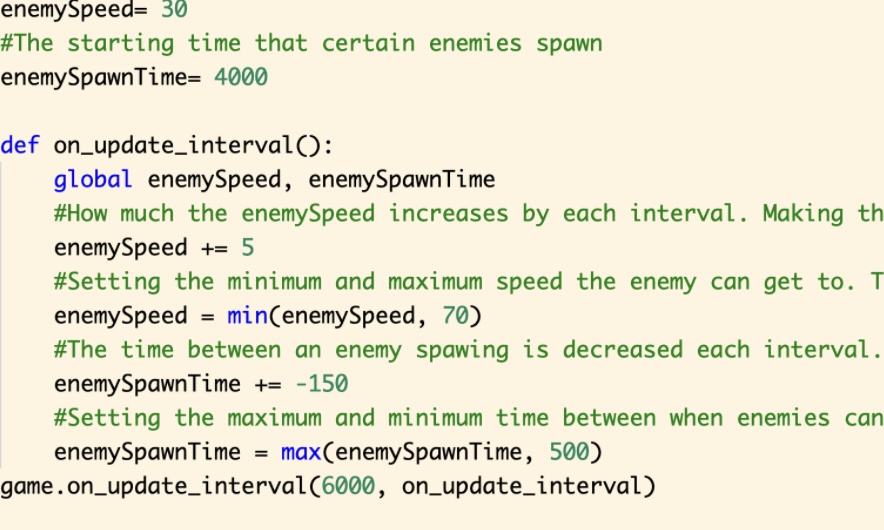 enemySpeed= 30
#The starting time that certain enemies spawn
enemySpawnTime= 4000
def on_update_interval():
global enemySpeed, enemySpawnTime
#How much the enemySpeed increases by each interval. Making th
enemySpeed += 5
#Setting the minimum and maximum speed the enemy can get to. T
enemySpeed = min(enemySpeed, 70)
#The time between an enemy spawing is decreased each interval.
enemySpawnTime += -150
#Setting the maximum and minimum time between when enemies can
enemySpawnTime = max(enemySpawnTime, 500)
game.on_update_interval(6000, on_update_interval)